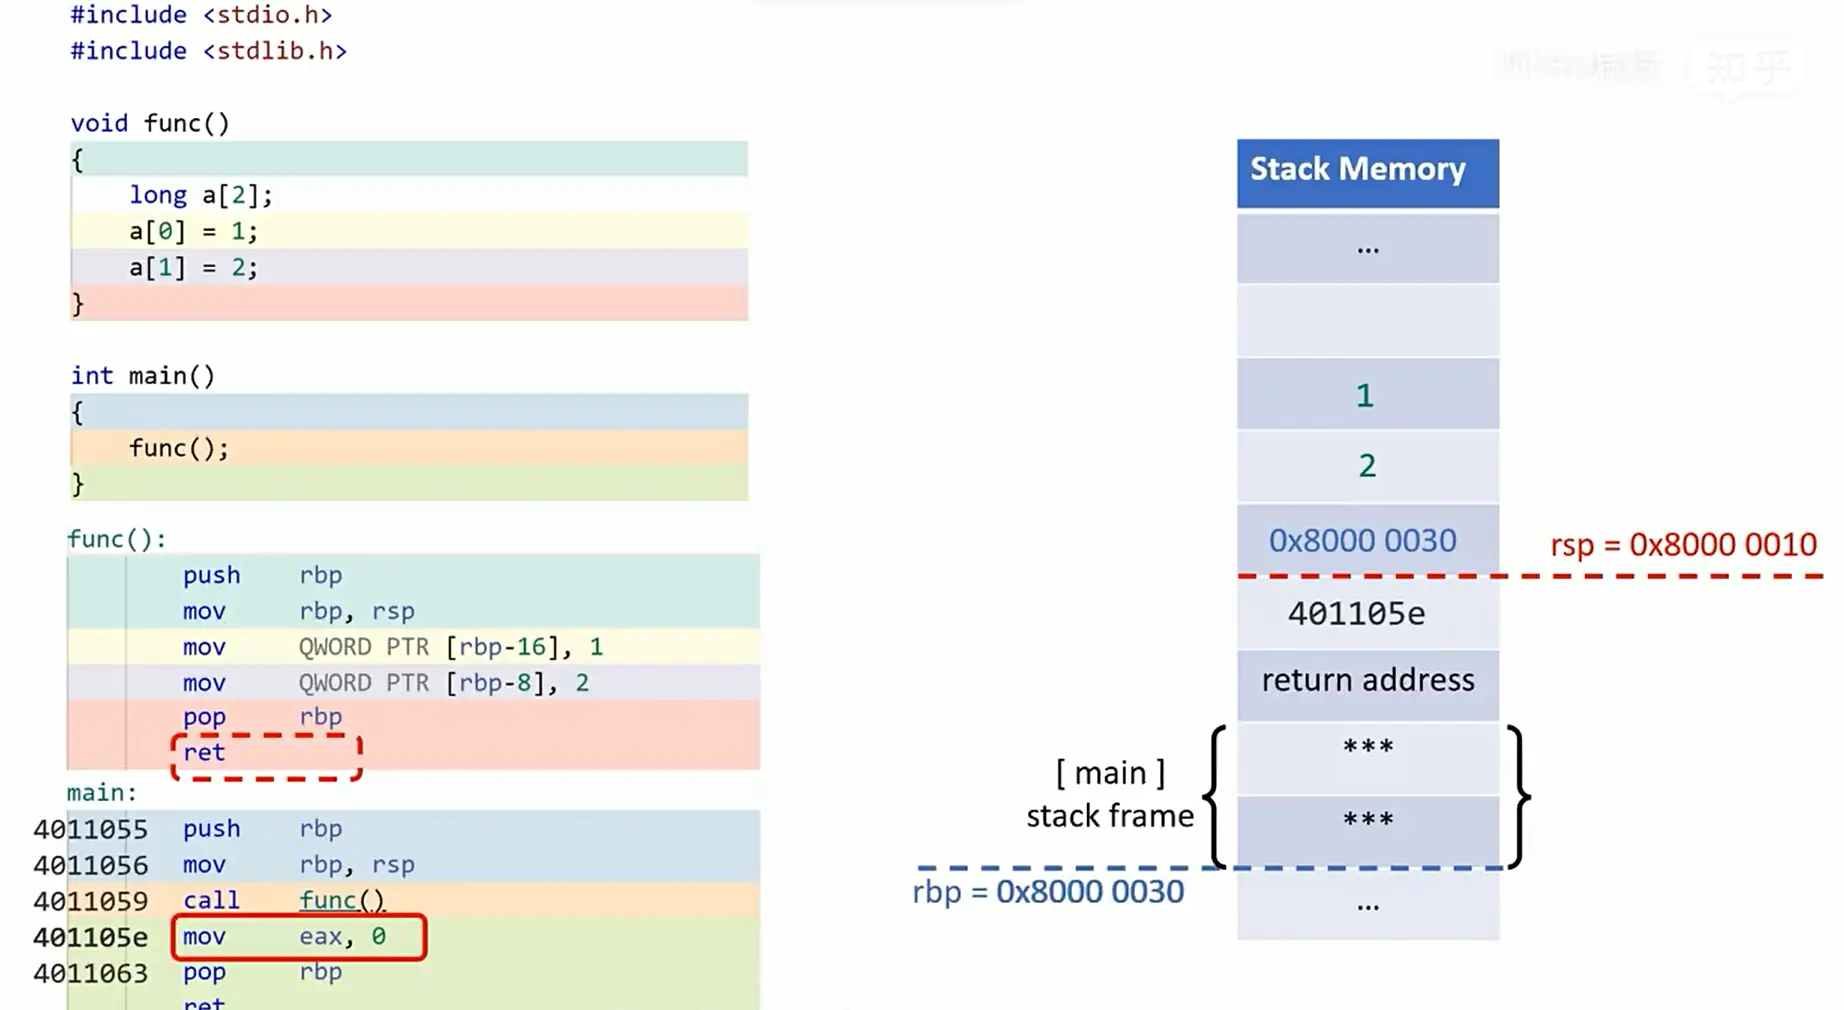 #include <stdio.h>
#include <stdlib.h>
void func()
{
long a[2];
a[0] = 1;
a[1] = 2;
}
int main()
{
func();
}
func():
push rbp
mov rbp, rsp
mov QWORD PTR [rbp-16], 1
mov QWORD PTR [rbp-8], 2
pop rbp
ret
main:
4011055 push rbp
4011056 mov rbp, rsp
4011059 call func()
401105e mov eax, 0
4011063 pop rbp
ret
知乎
Stack Memory
...
1
2
0x8000 0030
rsp = 0x8000 0010
401105e
return address
[ main ]
stack frame
***
***
rbp = 0x8000 0030
...